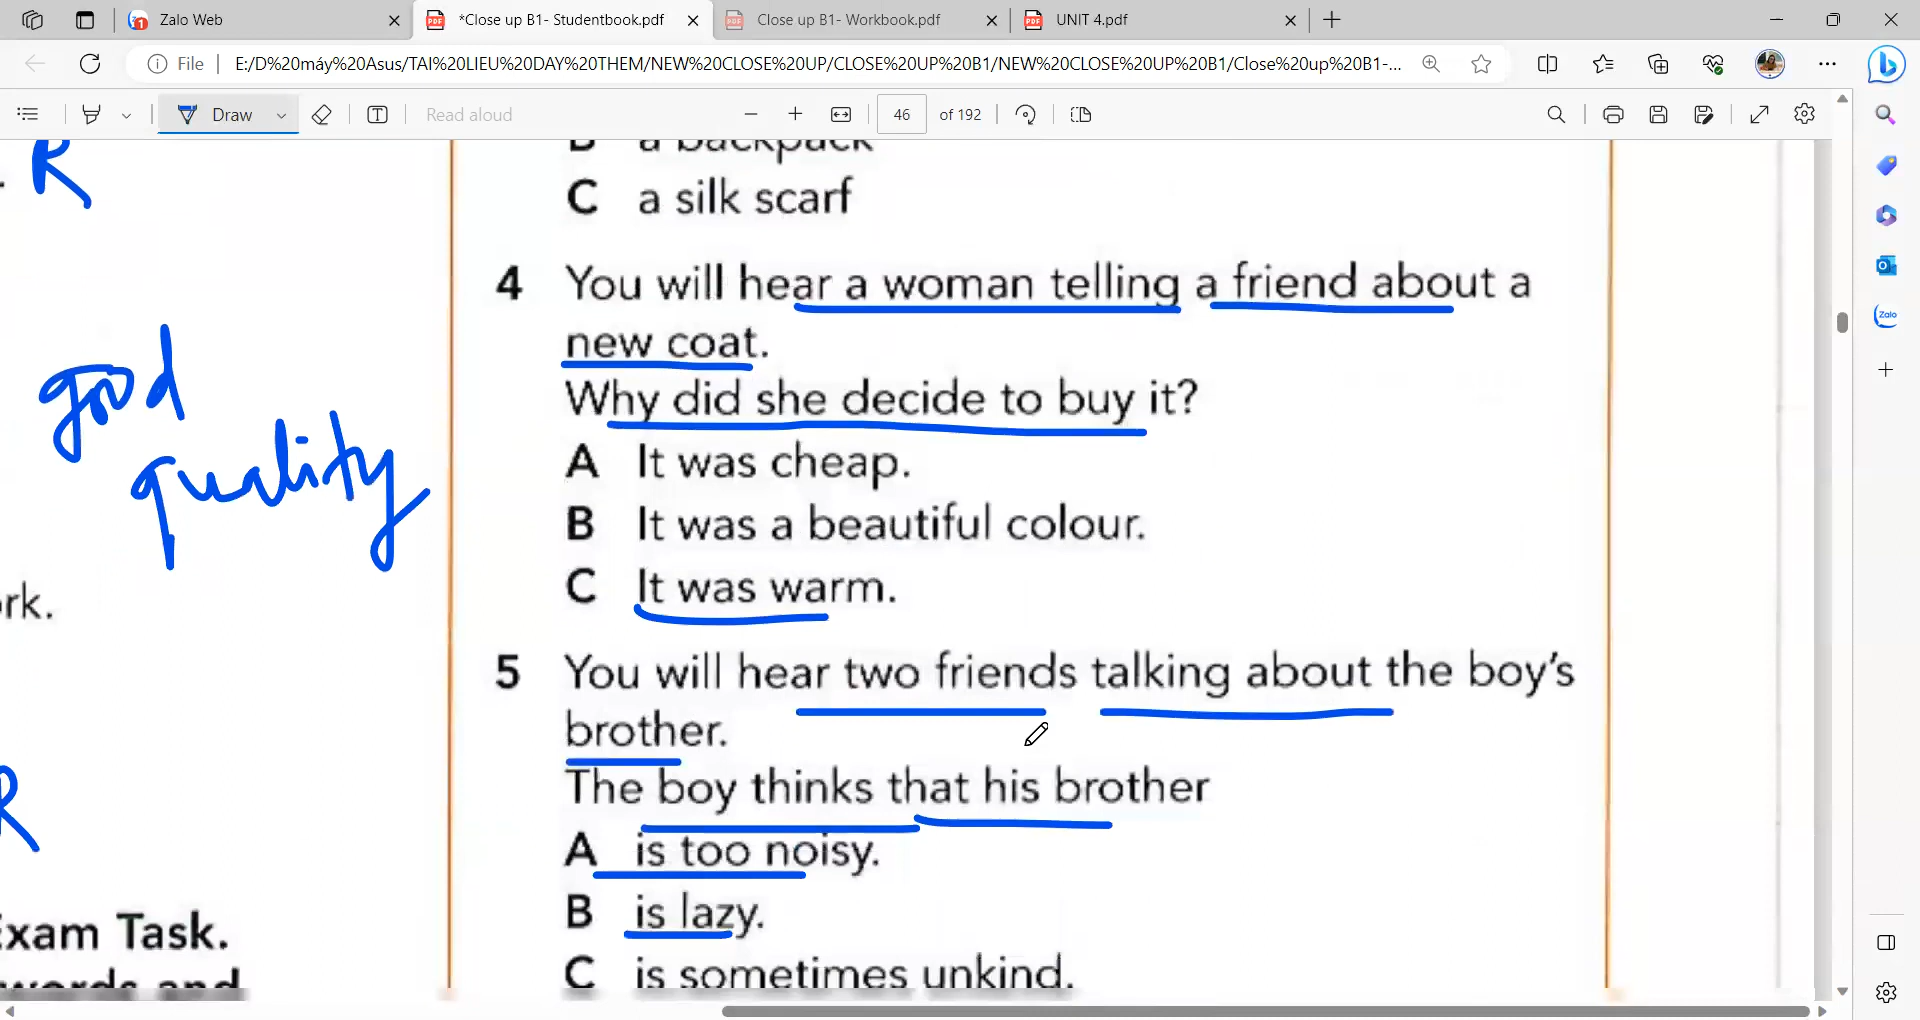 Zalo Web
*Close up B1- Studentbook.pdf
Close up B1- Workbook.pdf
UNIT 4.pdf
File
E:/D%20máy%20Asus/TAI%20LIEU%20DAY%20THEM/NEW%20CLOSE%20UP/CLOSE%20UP%20B1/NEW%20CLOSE%20UP%20B1/Close%20up%20B1-...
Draw
Read aloud
46 of 192
R
B a backpack
C a silk scarf
4 You will hear a woman telling a friend about a
new coat.
Why did she decide to buy it?
A It was cheap.
B It was a beautiful colour.
C It was warm.
good
quality
rk.
5 You will hear two friends talking about the boy's
brother.
The boy thinks that his brother
A is too noisy.
B is lazy.
C is sometimes unkind.
R
Exam Task.
words and
Zalo